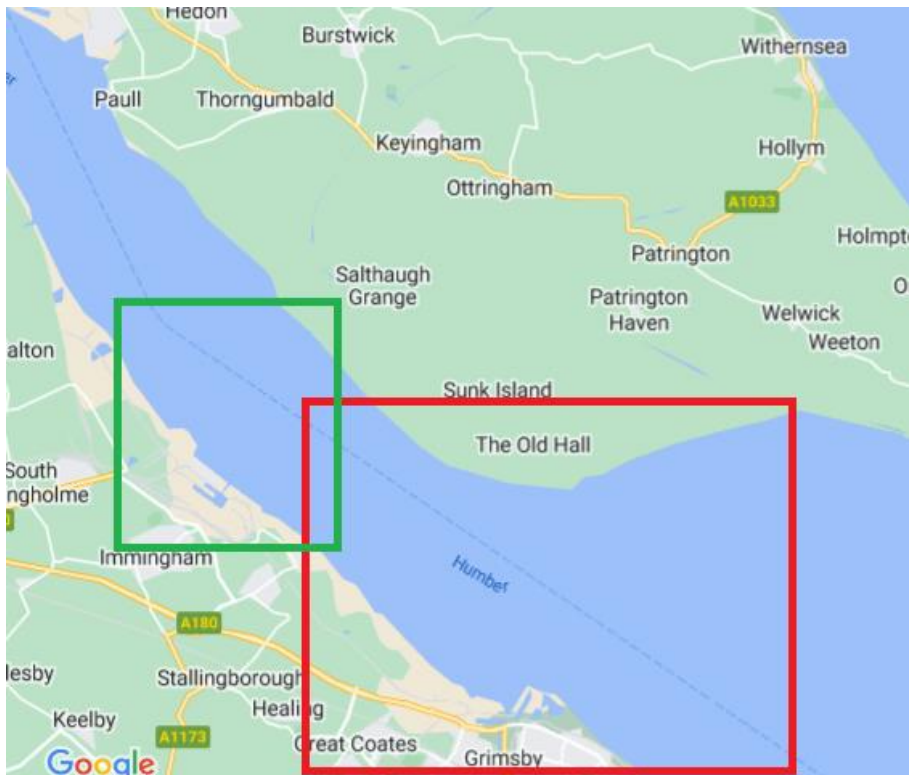 Hedon
Burstwick
Withernsea
Paull
Thorngumbald
Keyingham
Hollym
Ottringham
A1033
Patrington
Holmpt
Salthaugh
Grange
Patrington
Haven
Welwick
Weeton
alton
Sunk Island
The Old Hall
South
ngholme
Immingham
Humber
A180
Stallingborough
lesby
Healing
Keelby
A1173
Great Coates
Grimsby
Google